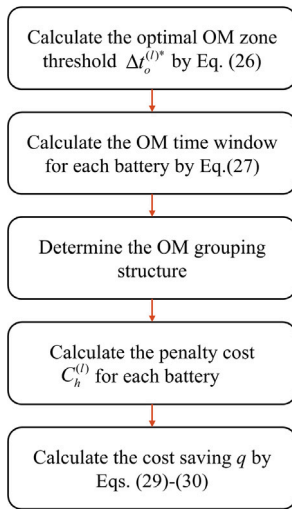 Calculate the optimal OM zone
threshold Δt_o^{(l)*} by Eq. (26)
Calculate the OM time window
for each battery by Eq.(27)
Determine the OM grouping
structure
Calculate the penalty cost
C_h^{(l)} for each battery
Calculate the cost saving q by
Eqs. (29)-(30)